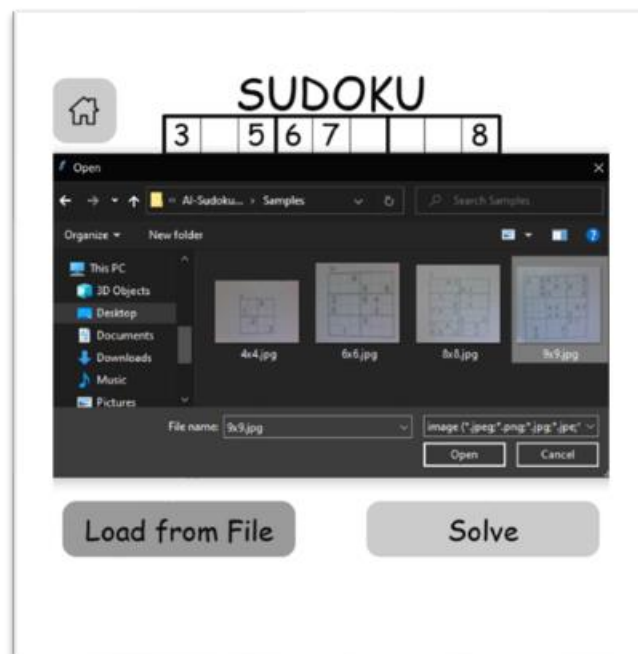 SUDOKU
3 5 6 7 8
Open
« AI-Sudoku... › Samples
Search Samples
Organize
New folder
This PC
3D Objects
Desktop
Documents
Downloads
Music
Pictures
4x4.jpg
6x6.jpg
8x8.jpg
9x9.jpg
File name: 9x9.jpg
image (*.jpeg;*.png;*.jpg;*.jpe;*
Open
Cancel
Load from File
Solve